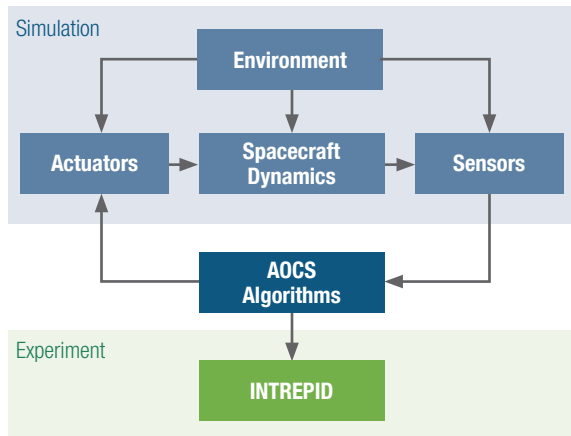 Simulation
Environment
Actuators
Spacecraft
Dynamics
Sensors
AOCS
Algorithms
Experiment
INTREPID